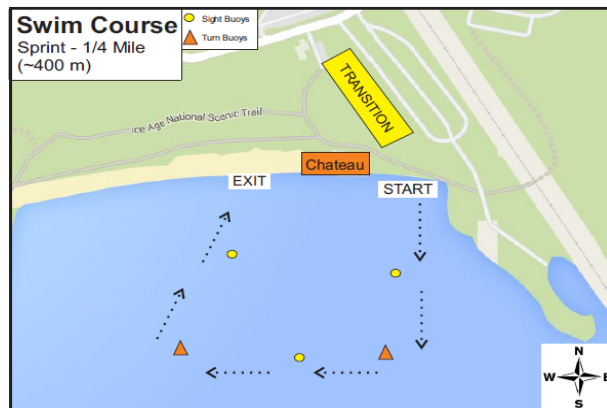 Swim Course
Sprint - 1/4 Mile
(~400 m)
Sight Buoys
Turn Buoys
TRANSITION
Ice Age National Scenic Trail
Chateau
EXIT
START
N
W E
S